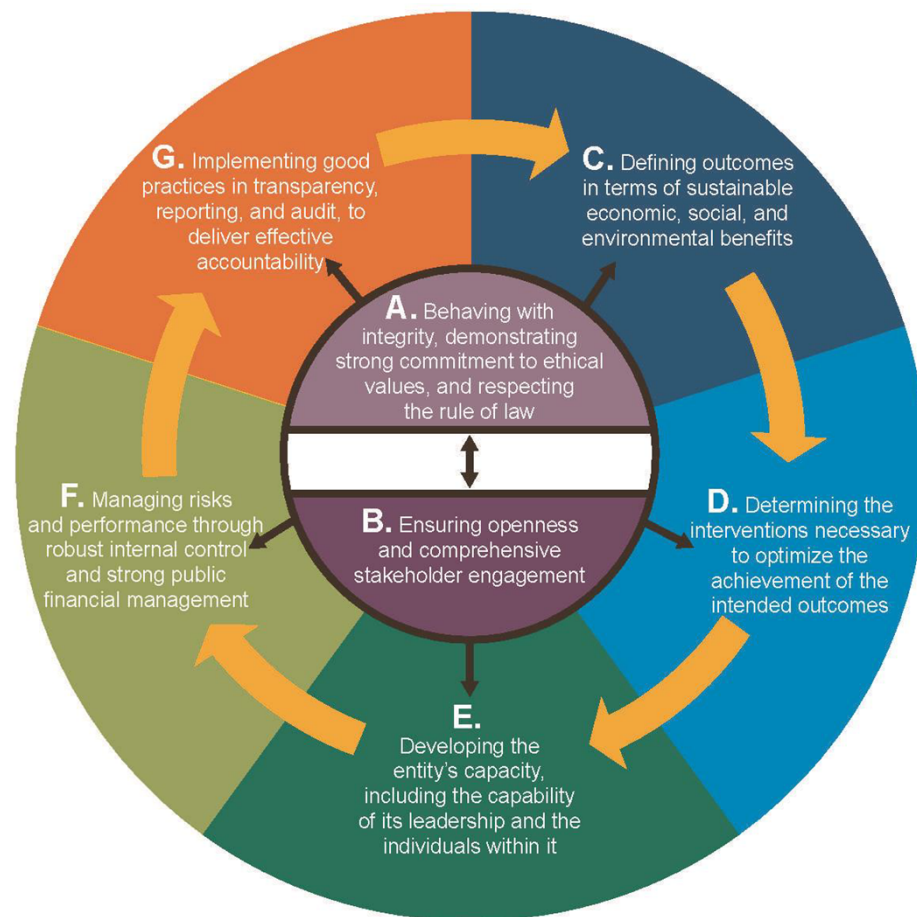 A. Behaving with
integrity, demonstrating
strong commitment to ethical
values, and respecting
the rule of law
B. Ensuring openness
and comprehensive
stakeholder engagement
C. Defining outcomes
in terms of sustainable
economic, social, and
environmental benefits
D. Determining the
interventions necessary
to optimize the
achievement of the
intended outcomes
E.
Developing the
entity’s capacity,
including the capability
of its leadership and the
individuals within it
F. Managing risks
and performance through
robust internal control
and strong public
financial management
G. Implementing good
practices in transparency,
reporting, and audit, to
deliver effective
accountability